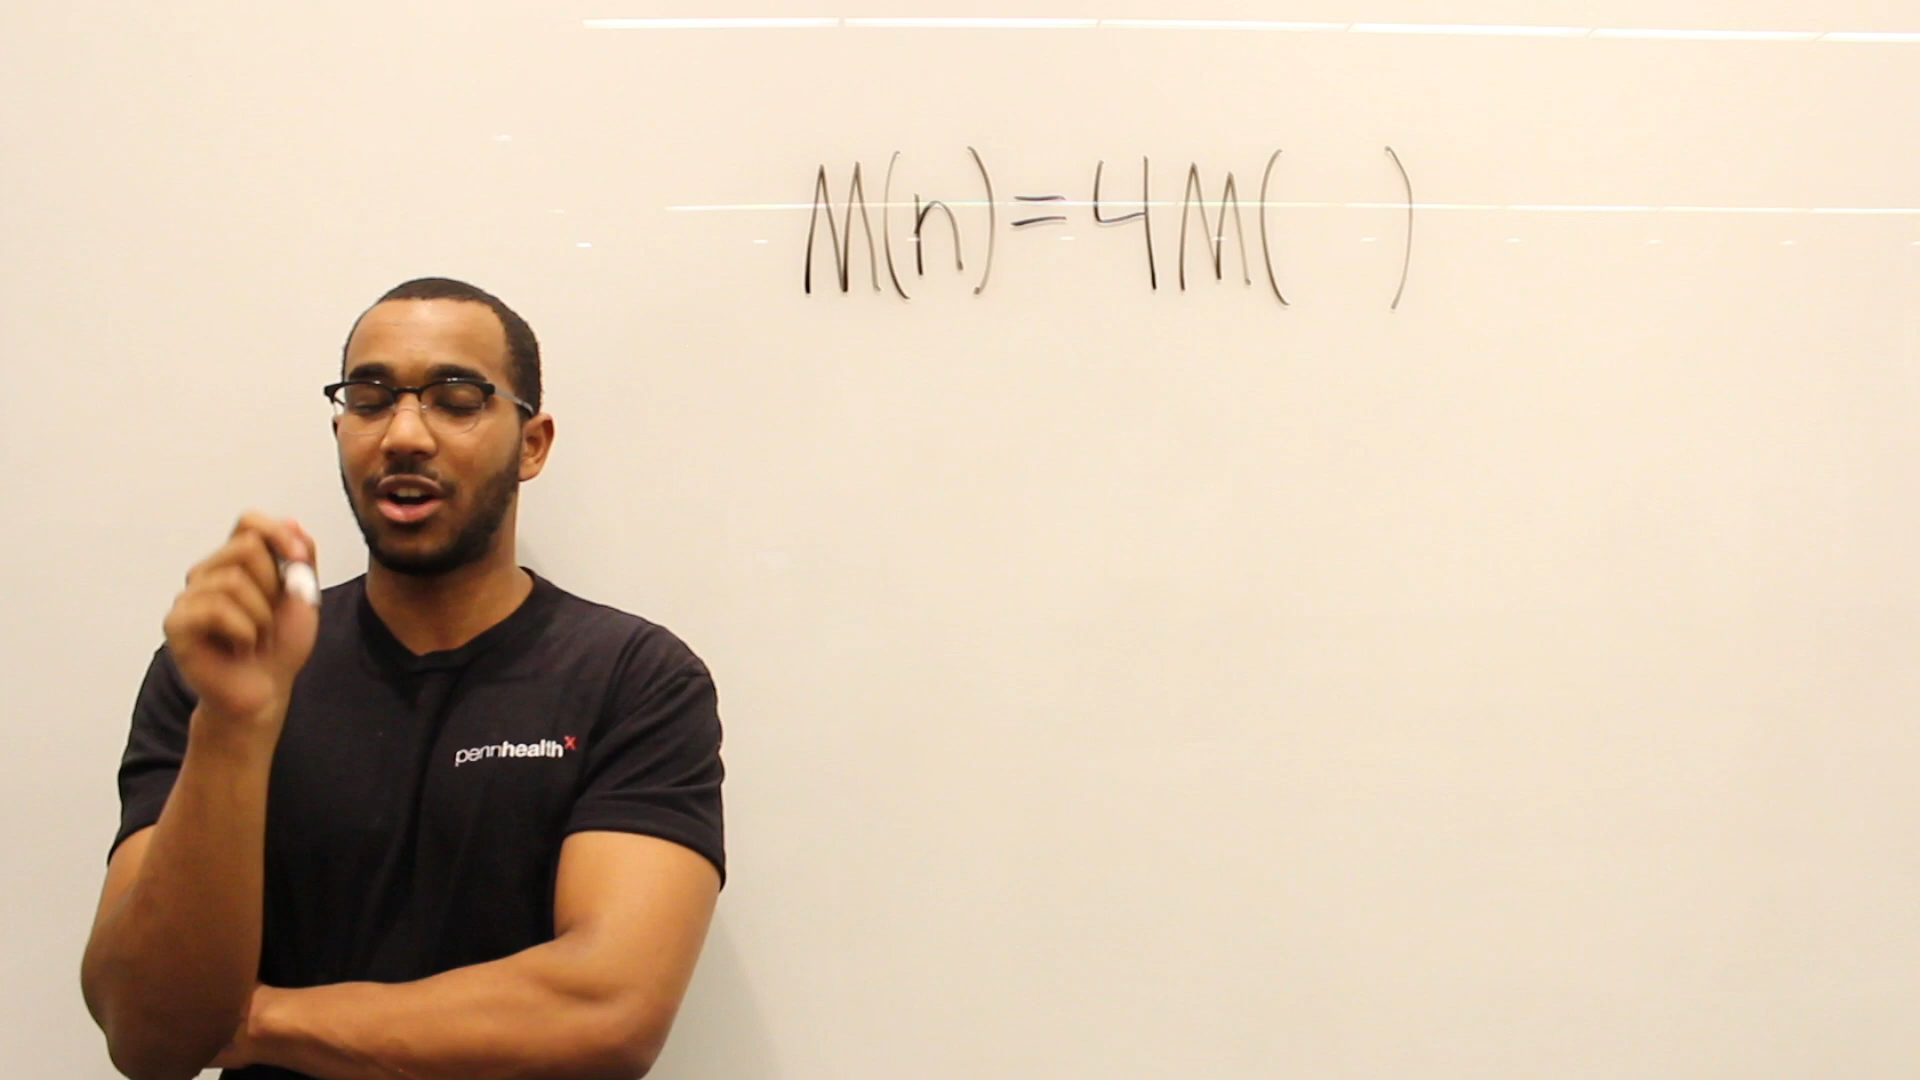 M(n) = 4M( )
pennhealthx